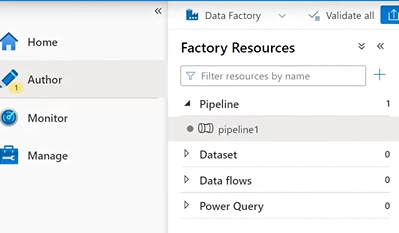 Data Factory
Validate all
Home
Factory Resources
Filter resources by name
Author
1
Pipeline 1
pipeline1
Monitor
Dataset 0
Manage
Data flows 0
Power Query 0